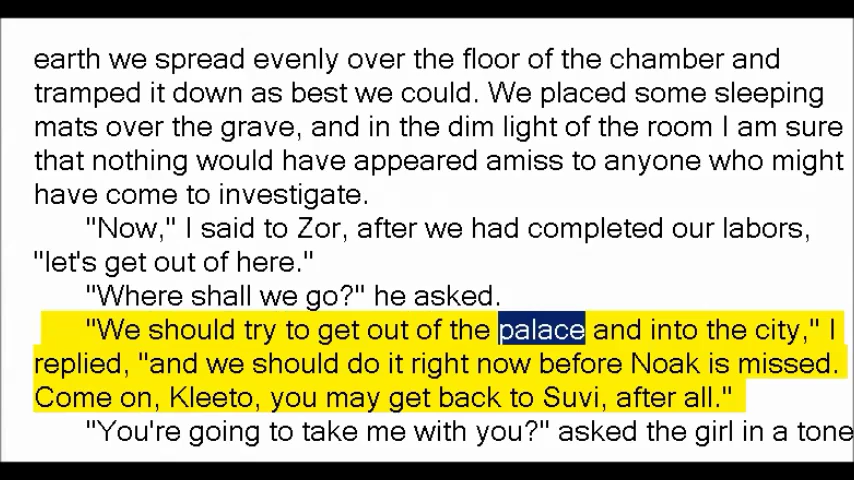 earth we spread evenly over the floor of the chamber and
tramped it down as best we could. We placed some sleeping
mats over the grave, and in the dim light of the room I am sure
that nothing would have appeared amiss to anyone who might
have come to investigate.
"Now," I said to Zor, after we had completed our labors,
"let's get out of here."
"Where shall we go?" he asked.
"We should try to get out of the palace and into the city," I
replied, "and we should do it right now before Noak is missed.
Come on, Kleeto, you may get back to Suvi, after all."
"You're going to take me with you?" asked the girl in a tone